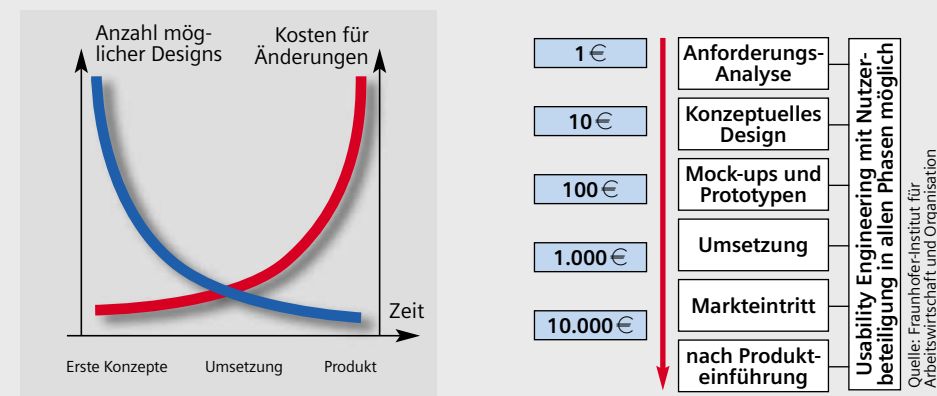 Anzahl mög-
licher Designs
Kosten für
Änderungen
Zeit
Erste Konzepte
Umsetzung
Produkt
1 €
10 €
100 €
1.000 €
10.000 €
Anforderungs-
Analyse
Konzeptuelles
Design
Mock-ups und
Prototypen
Umsetzung
Markteintritt
nach Produkt-
einführung
Usability Engineering mit Nutzer-
beteiligung in allen Phasen möglich
Quelle: Fraunhofer-Institut für
Arbeitswirtschaft und Organisation